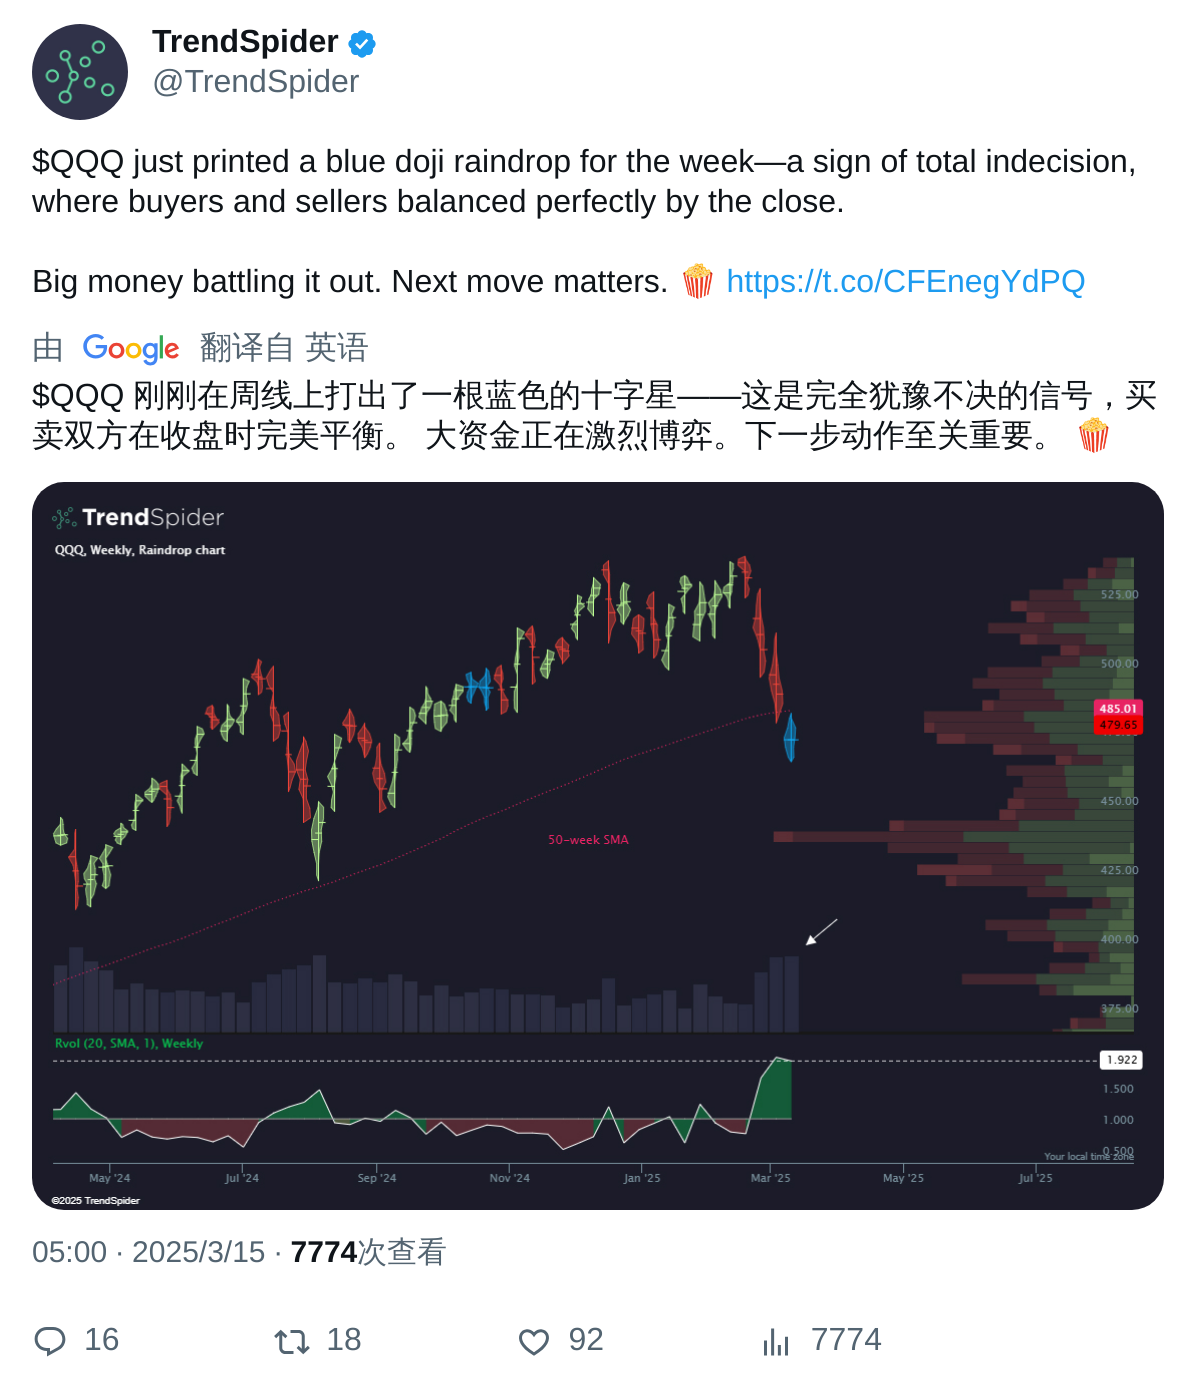 TrendSpider
@TrendSpider
$QQQ just printed a blue doji raindrop for the week—a sign of total indecision,
where buyers and sellers balanced perfectly by the close.
Big money battling it out. Next move matters. 🍿 https://t.co/CFEnegYdPQ
由 Google 翻译自 英语
$QQQ 刚刚在周线上打出了一根蓝色的十字星——这是完全犹豫不决的信号，买
卖双方在收盘时完美平衡。 大资金正在激烈博弈。下一步动作至关重要。 🍿
TrendSpider
QQQ, Weekly, Raindrop chart
525.00
500.00
485.01
479.65
450.00
50-week SMA
425.00
400.00
375.00
Rvol (20, SMA, 1), Weekly
1.922
1.500
1.000
0.500
Your local time zone
May '24 Jul '24 Sep '24 Nov '24 Jan '25 Mar '25 May '25 Jul '25
©2025 TrendSpider
05:00 · 2025/3/15 · 7774次查看
16 18 92 7774